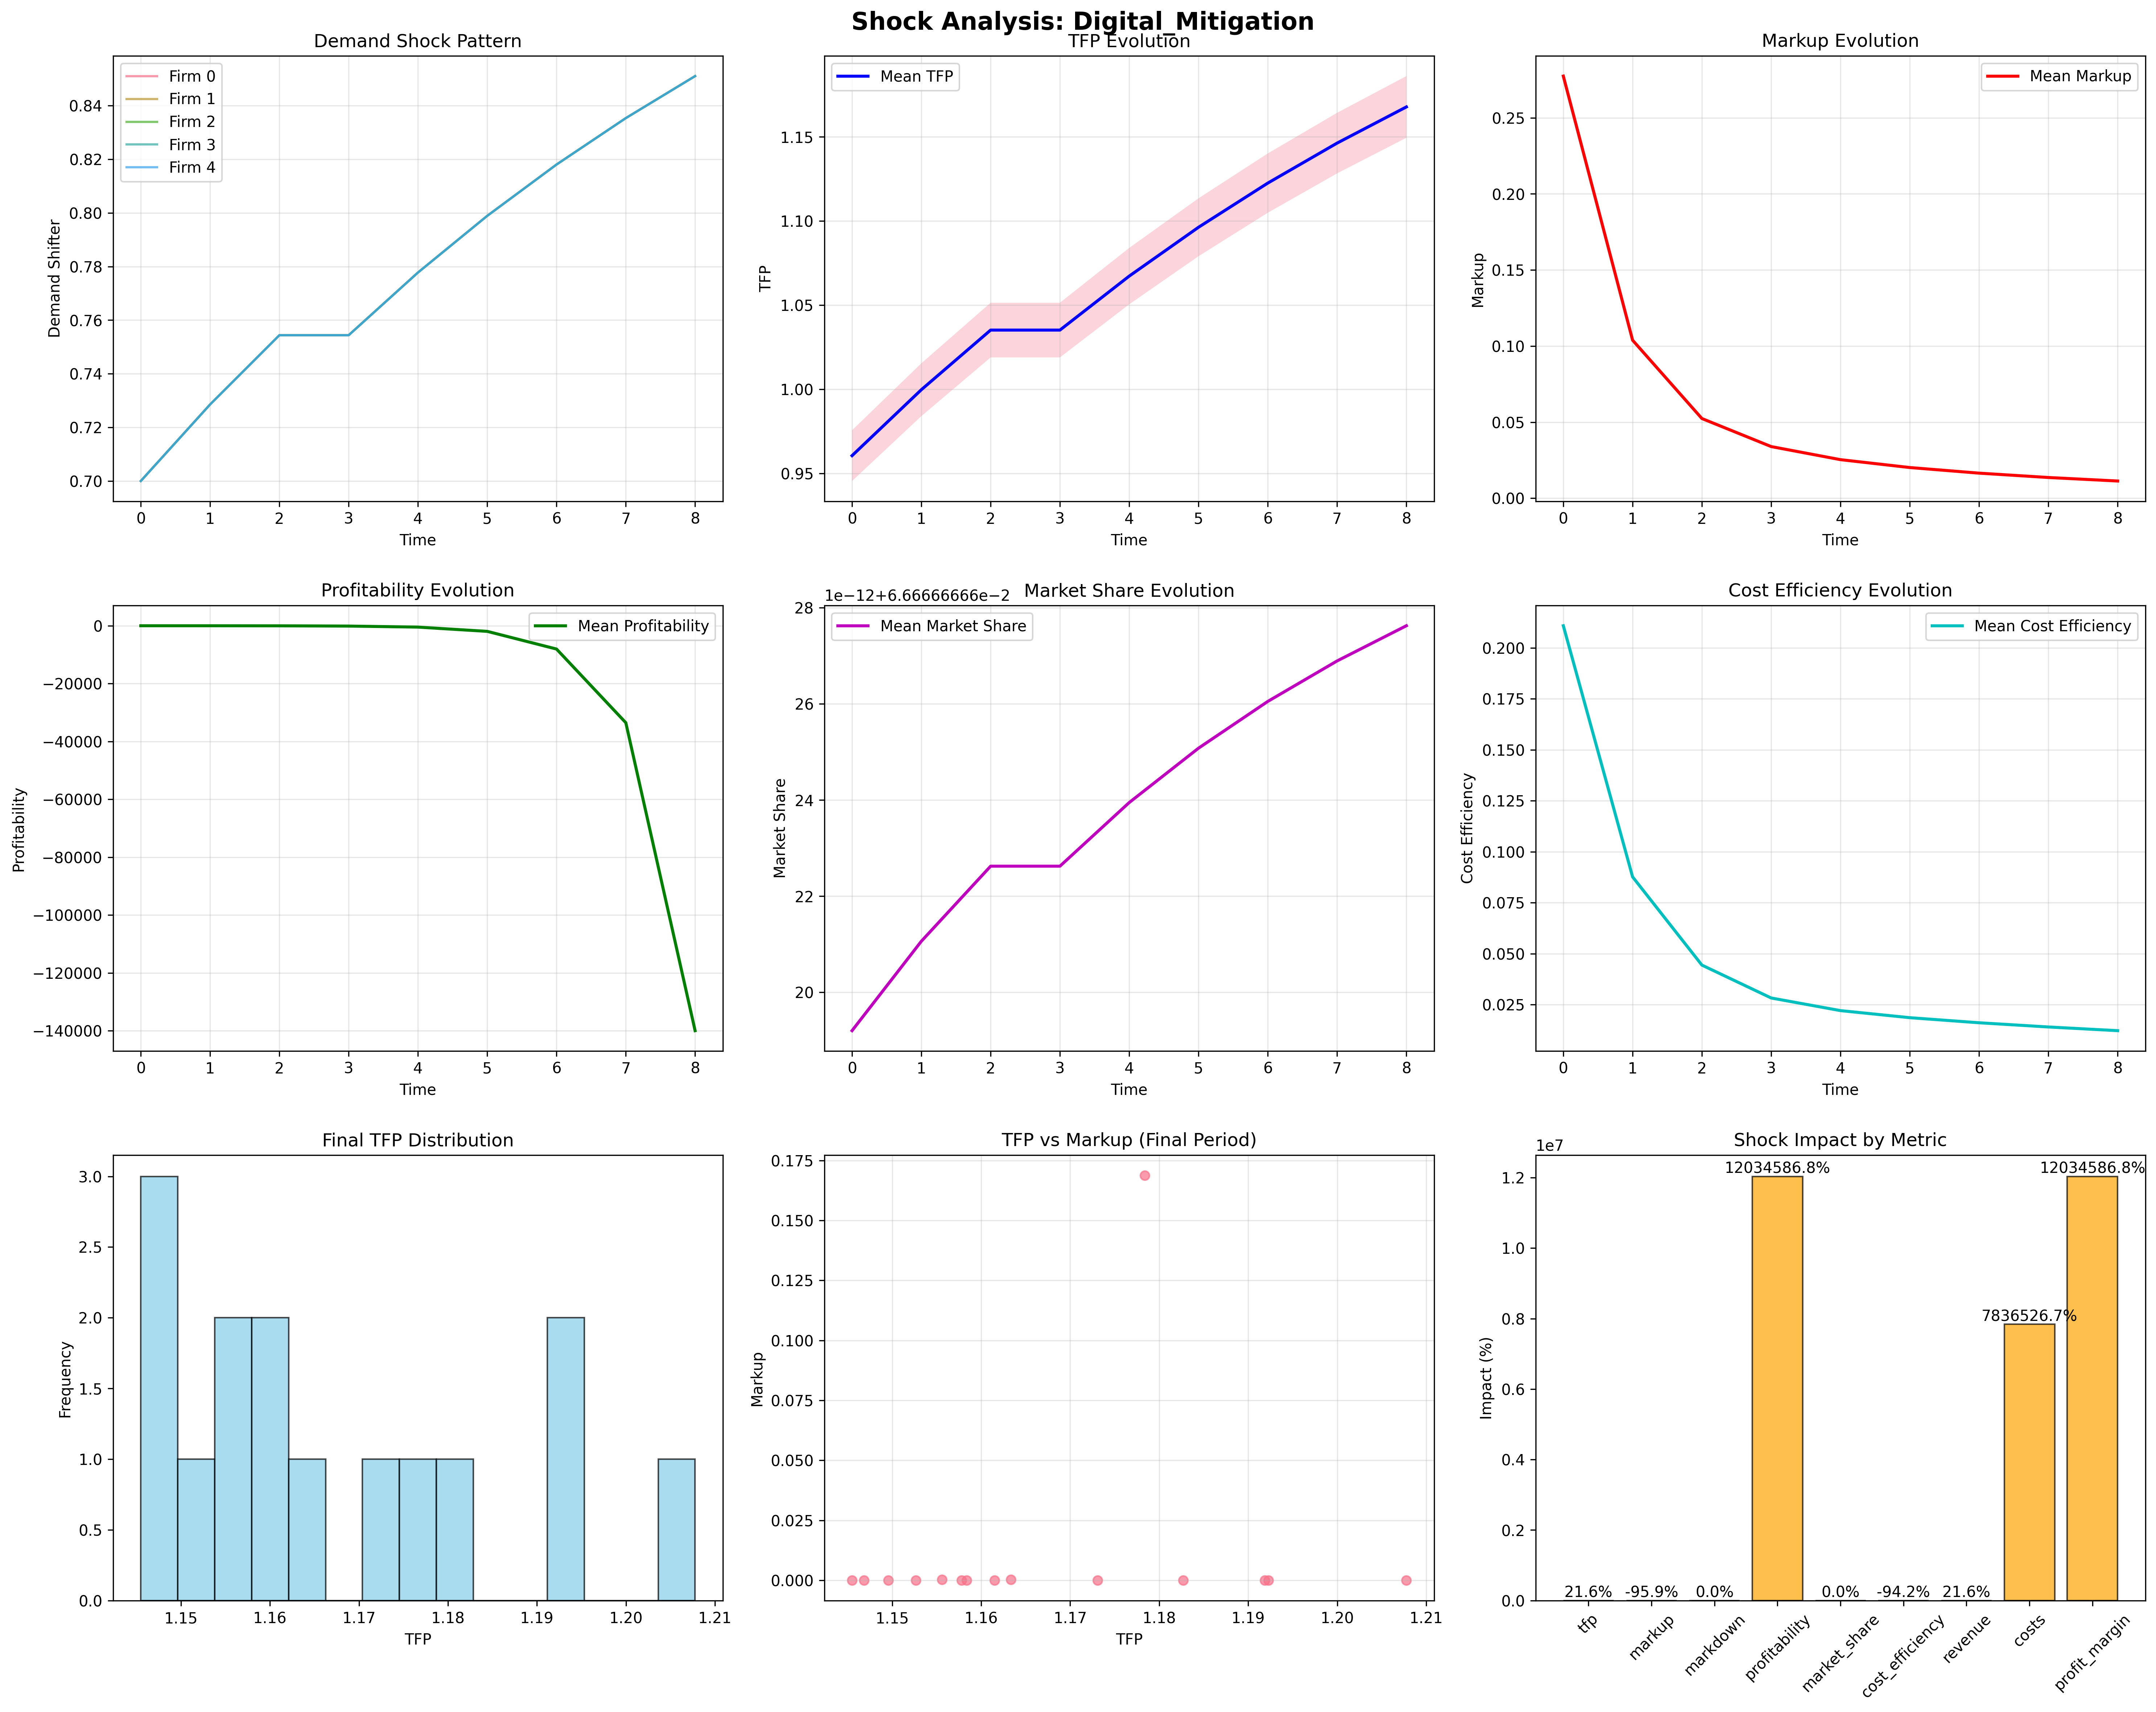 Shock Analysis: Digital_Mitigation
Demand Shock Pattern
Firm 0
Firm 1
Firm 2
Firm 3
Firm 4
Demand Shifter
0.84
0.82
0.80
0.78
0.76
0.74
0.72
0.70
0 1 2 3 4 5 6 7 8
Time
TFP Evolution
Mean TFP
TFP
1.15
1.10
1.05
1.00
0.95
0 1 2 3 4 5 6 7 8
Time
Markup Evolution
Mean Markup
Markup
0.25
0.20
0.15
0.10
0.05
0.00
0 1 2 3 4 5 6 7 8
Time
Profitability Evolution
Mean Profitability
Profitability
0
−20000
−40000
−60000
−80000
−100000
−120000
−140000
0 1 2 3 4 5 6 7 8
Time
1e−12+6.66666666e−2
Market Share Evolution
Mean Market Share
Market Share
28
26
24
22
20
0 1 2 3 4 5 6 7 8
Time
Cost Efficiency Evolution
Mean Cost Efficiency
Cost Efficiency
0.200
0.175
0.150
0.125
0.100
0.075
0.050
0.025
0 1 2 3 4 5 6 7 8
Time
Final TFP Distribution
Frequency
3.0
2.5
2.0
1.5
1.0
0.5
0.0
1.15 1.16 1.17 1.18 1.19 1.20 1.21
TFP
TFP vs Markup (Final Period)
Markup
0.175
0.150
0.125
0.100
0.075
0.050
0.025
0.000
1.15 1.16 1.17 1.18 1.19 1.20 1.21
TFP
Shock Impact by Metric
1e7
Impact (%)
1.2
1.0
0.8
0.6
0.4
0.2
0.0
12034586.8%
12034586.8%
7836526.7%
21.6% -95.9% 0.0% 0.0% -94.2% 21.6%
tfp
markup
markdown
profitability
market_share
cost_efficiency
revenue
costs
profit_margin